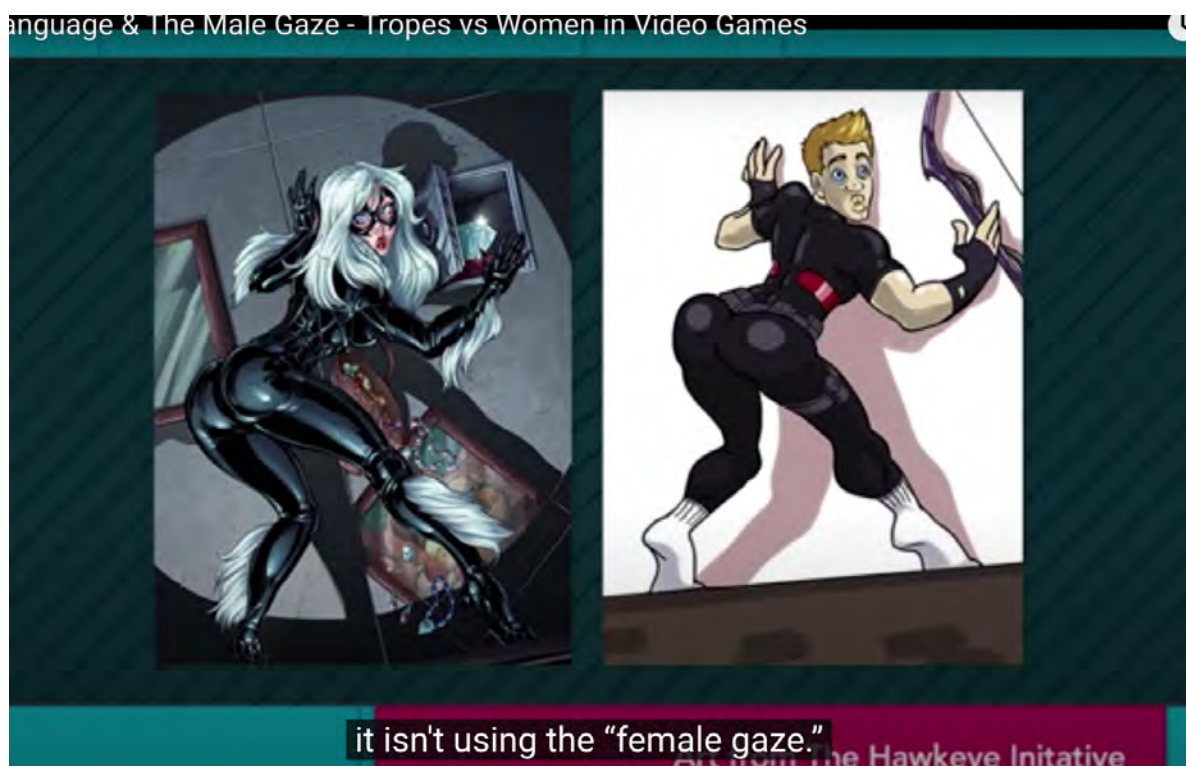 anguage & The Male Gaze - Tropes vs Women in Video Games
it isn't using the “female gaze.”
The Hawkeye Initative